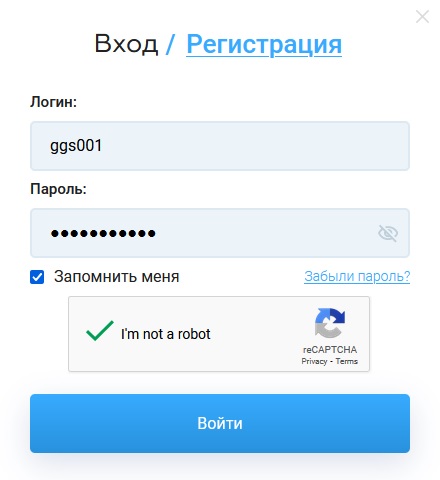 Вход / Регистрация
Логин:
ggs001
Пароль:
●●●●●●●●●●●
Запомнить меня Забыли пароль?
I'm not a robot
reCAPTCHA
Privacy - Terms
Войти